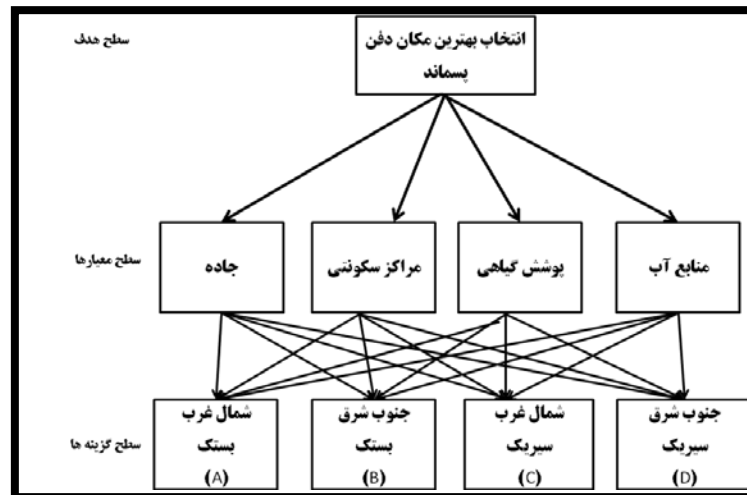 سطح هدف
انتخاب بهترین مکان دفن
پسماند
سطح معیارها
منابع آب
پوشش گیاهی
مراکز سکونتی
جاده
سطح گزینه ها
جنوب شرق
سیریک
(D)
شمال غرب
سیریک
(C)
جنوب شرق
بستک
(B)
شمال غرب
بستک
(A)